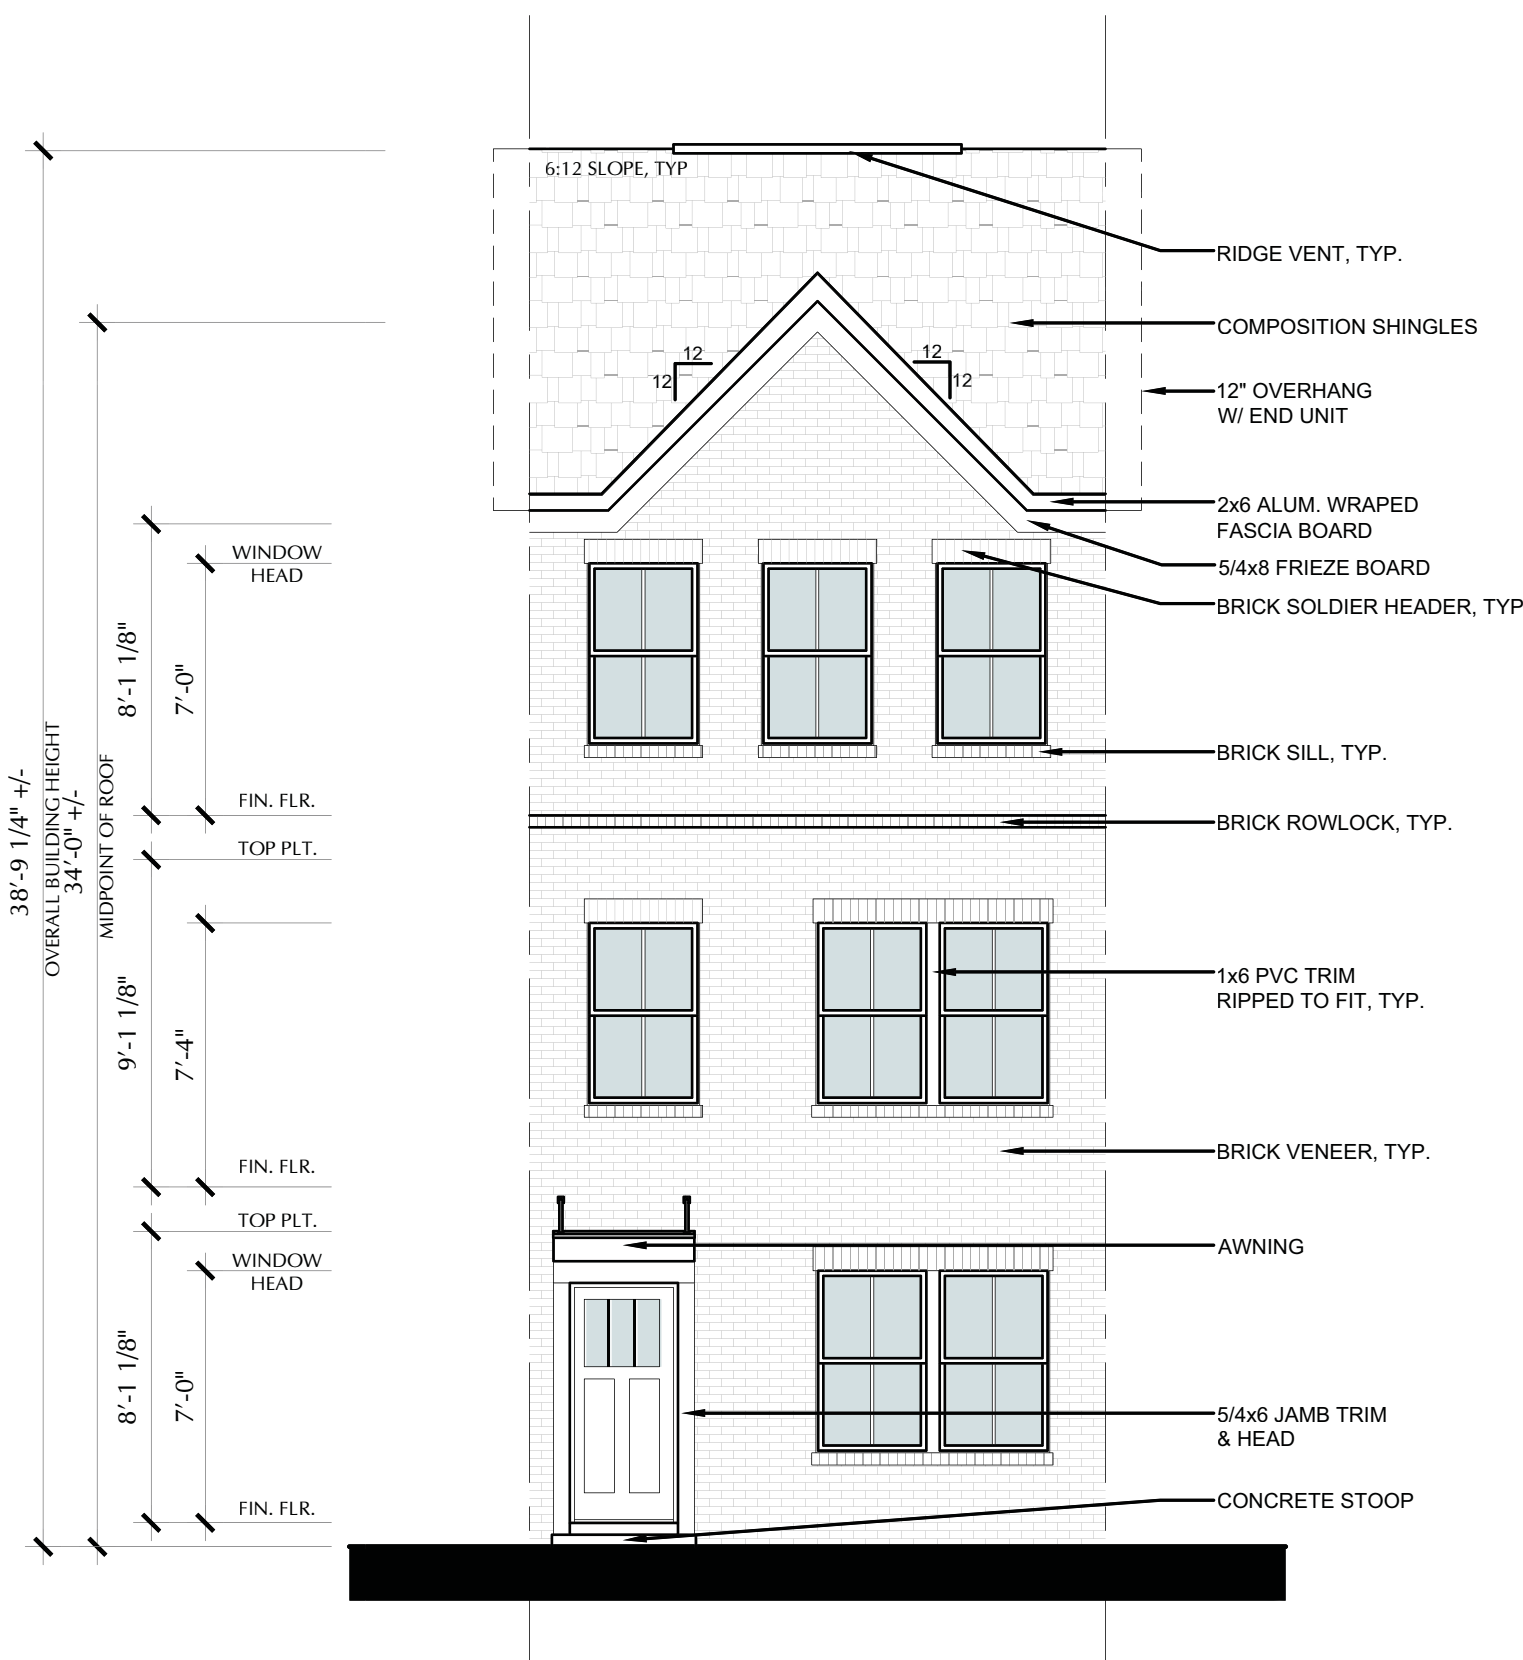 6:12 SLOPE, TYP
RIDGE VENT, TYP.
COMPOSITION SHINGLES
12
12
12
12
12" OVERHANG
W/ END UNIT
2x6 ALUM. WRAPED
FASCIA BOARD
5/4x8 FRIEZE BOARD
BRICK SOLDIER HEADER, TYP
WINDOW
HEAD
8'-1 1/8"
7'-0"
BRICK SILL, TYP.
FIN. FLR.
BRICK ROWLOCK, TYP.
TOP PLT.
38'-9 1/4" +/-
OVERALL BUILDING HEIGHT
34'-0" +/-
MIDPOINT OF ROOF
9'-1 1/8"
7'-4"
1x6 PVC TRIM
RIPPED TO FIT, TYP.
BRICK VENEER, TYP.
FIN. FLR.
TOP PLT.
AWNING
WINDOW
HEAD
8'-1 1/8"
7'-0"
5/4x6 JAMB TRIM
& HEAD
FIN. FLR.
CONCRETE STOOP